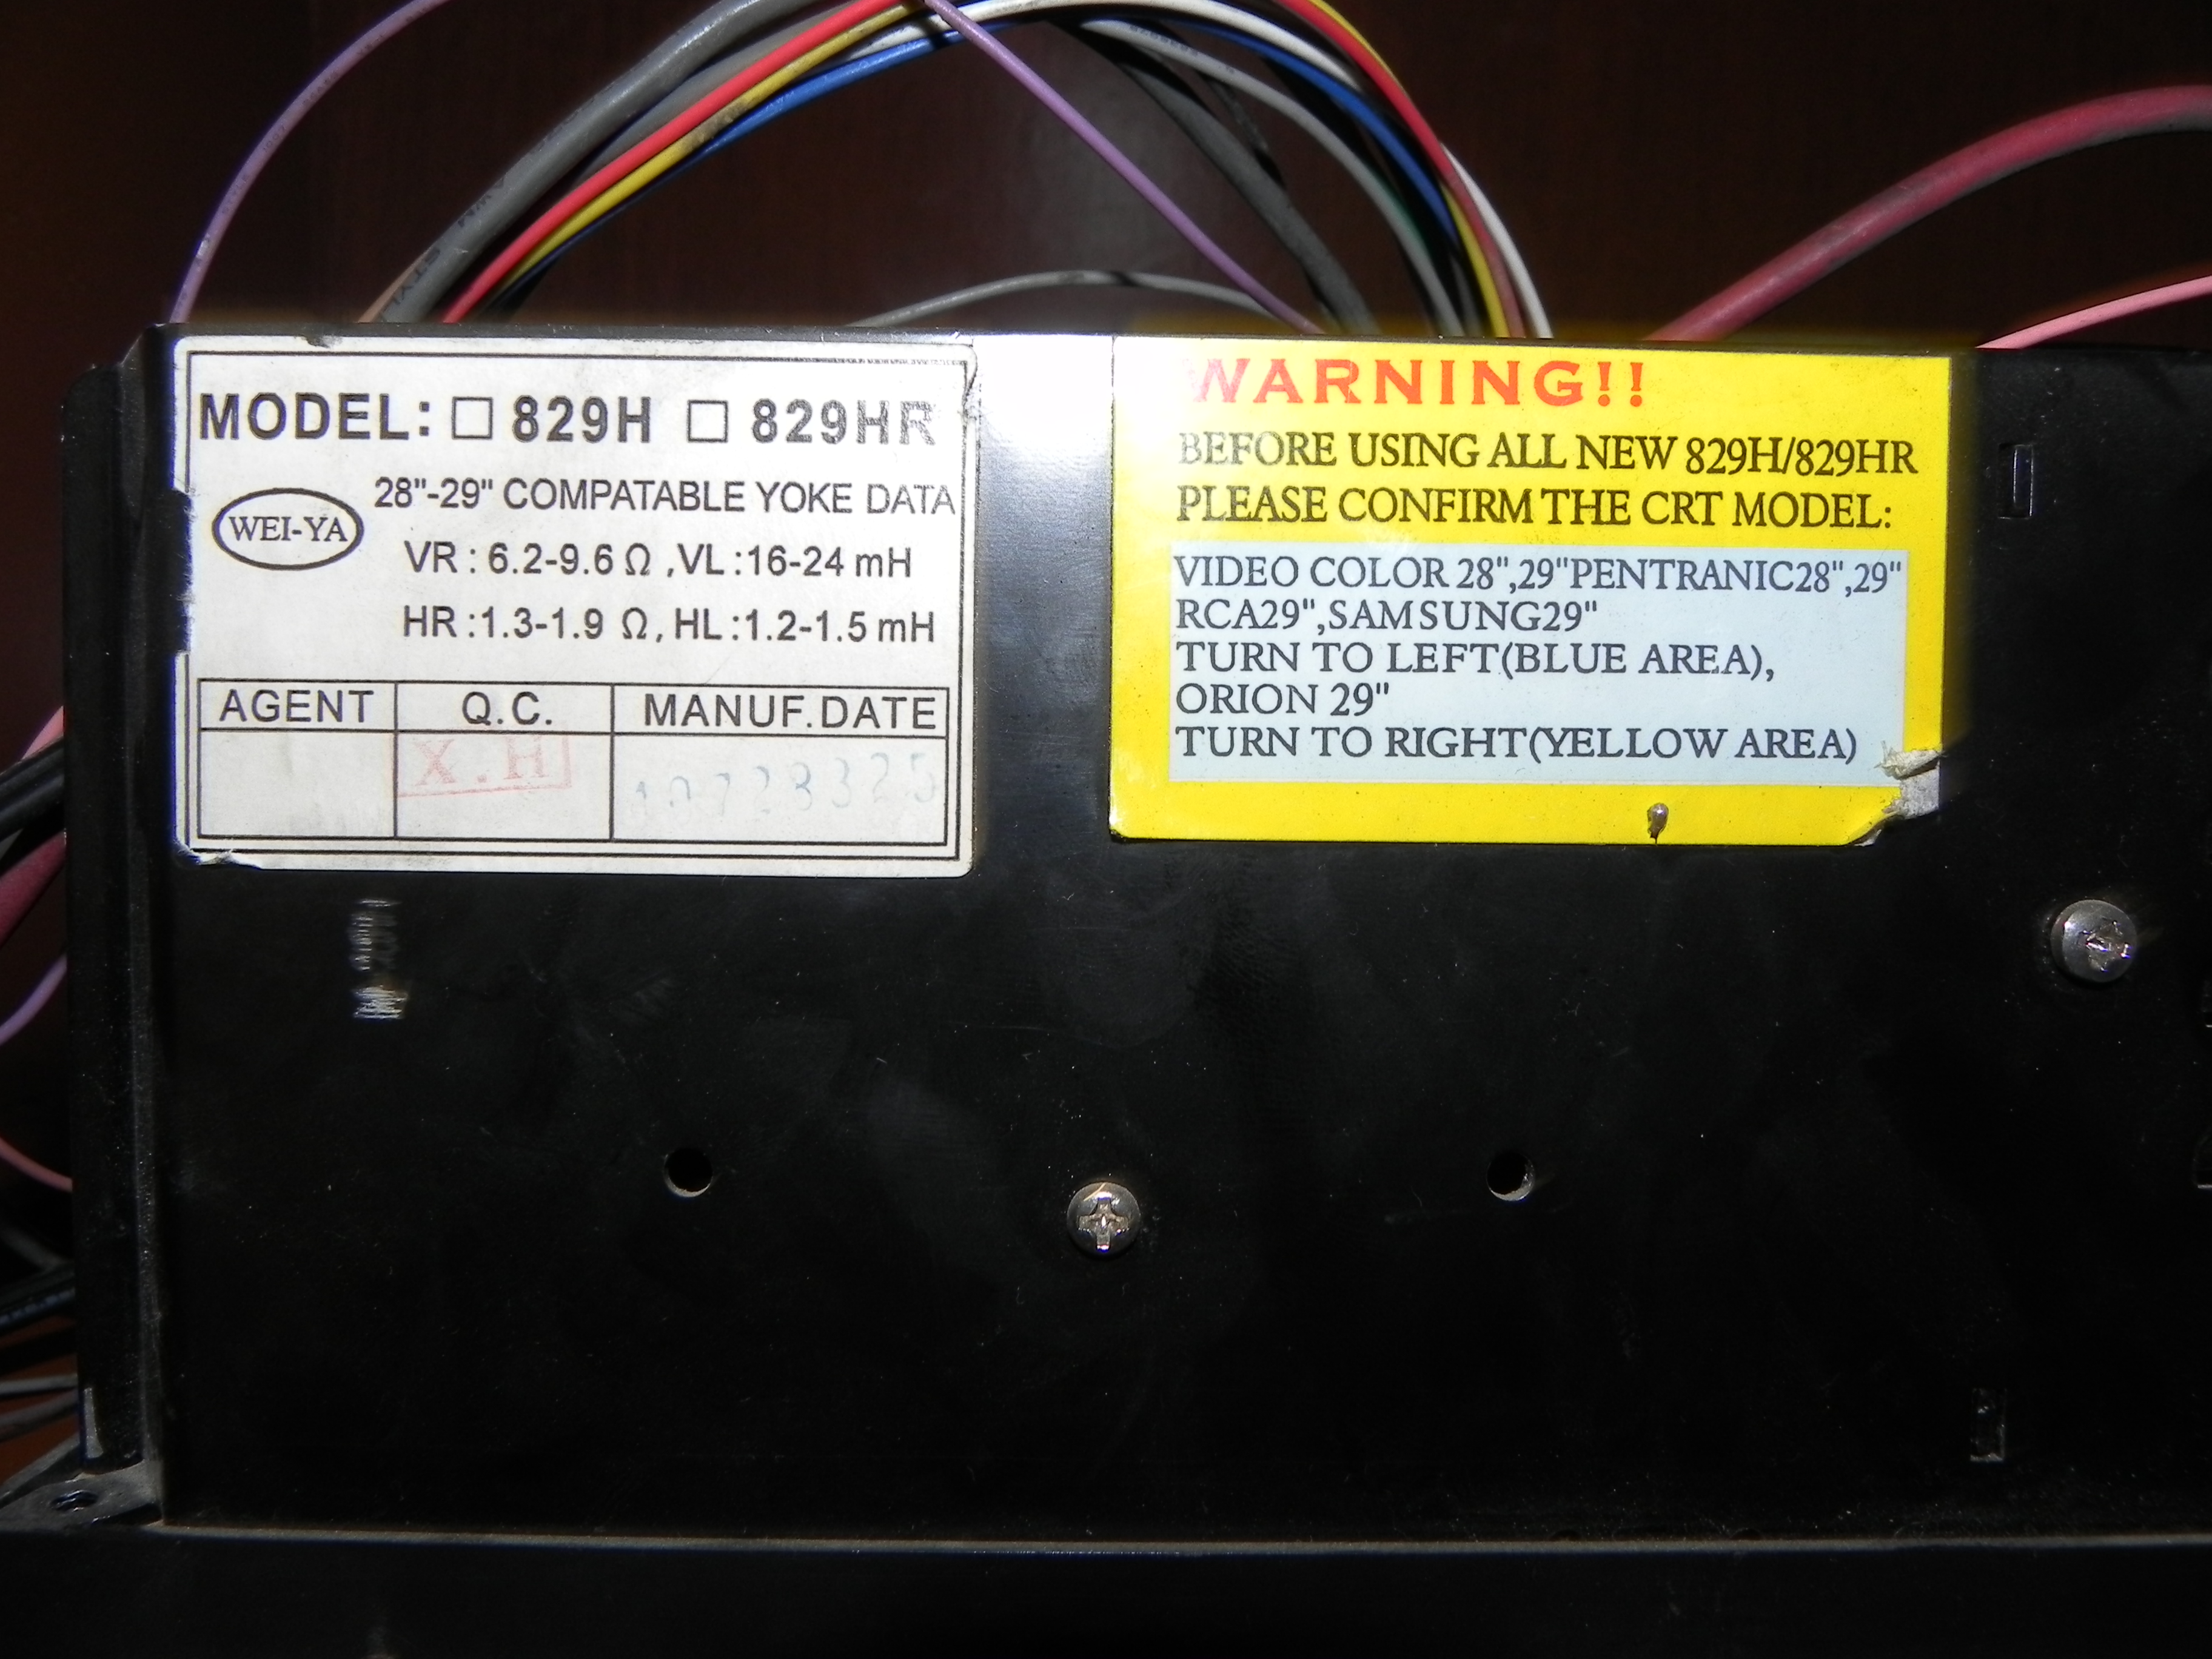 MODEL: □ 829H □ 829HR
WEI-YA
28"-29" COMPATABLE YOKE DATA
VR : 6.2-9.6 Ω ,VL :16-24 mH
HR :1.3-1.9 Ω, HL :1.2-1.5 mH
AGENT Q.C. MANUF.DATE
X.H
WARNING!!
BEFORE USING ALL NEW 829H/829HR
PLEASE CONFIRM THE CRT MODEL:
VIDEO COLOR 28",29"PENTRANIC28",29"
RCA29",SAMSUNG29"
TURN TO LEFT(BLUE AREA),
ORION 29"
TURN TO RIGHT(YELLOW AREA)